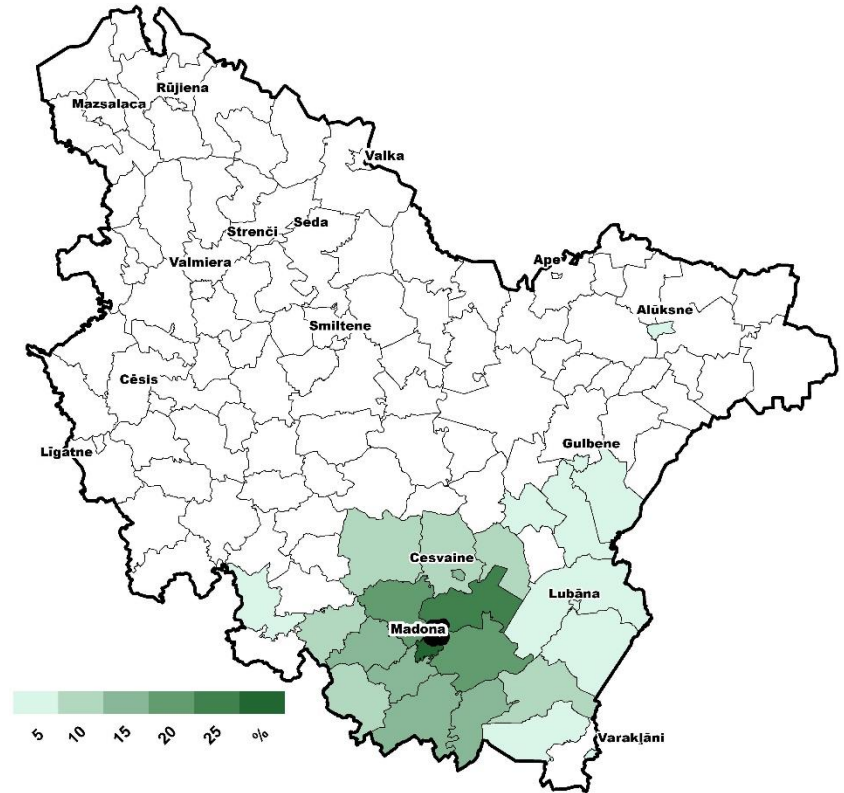 Rūjiena
Mazsalaca
Valka
Seda
Strenči
Valmiera
Ape
Alūksne
Smiltene
Cēsis
Gulbene
Līgatne
Cesvaine
Lubāna
Madona
Varakļāni
5 10 15 20 25 %